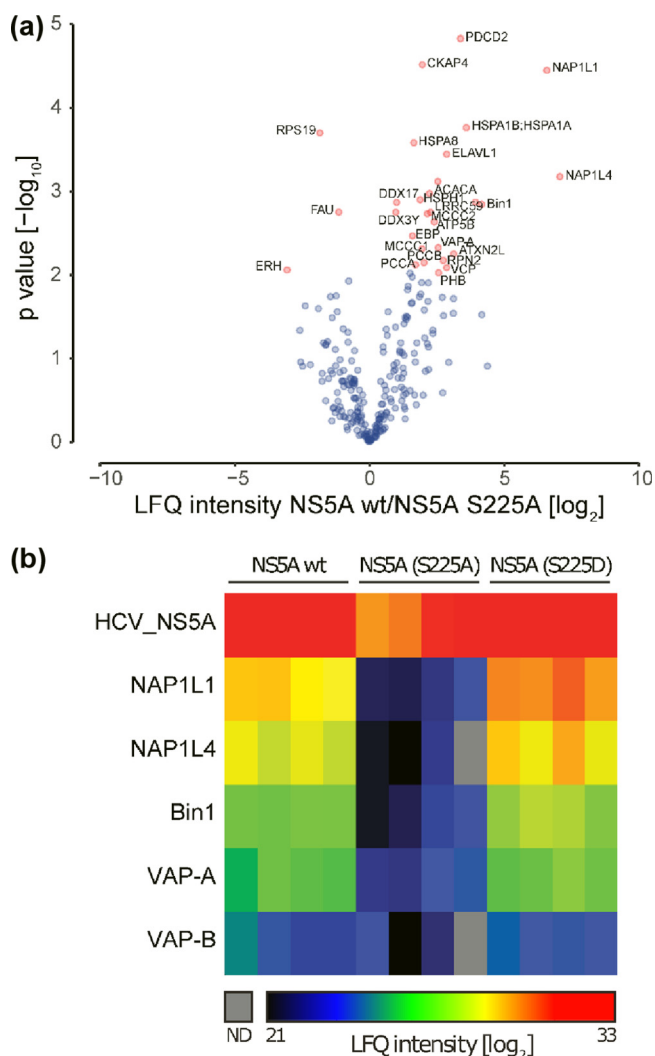 (a)
5
4
3
2
1
0
p value [−log10]
PDCD2
CKAP4
NAP1L1
RPS19
HSPA1B;HSPA1A
HSPA8
ELAVL1
NAP1L4
ACACA
DDX17
HSPH1
Bin1
FAU
LRRC59
DDX3Y
MCCC2
ATP5B
EBP
VAP-A
MCCC1
ATXN2L
PCCB
RPN2
PCCA
VCP
ERH
PHB
−10 −5 0 5 10
LFQ intensity NS5A wt/NS5A S225A [log2]
(b)
NS5A wt NS5A (S225A) NS5A (S225D)
HCV_NS5A
NAP1L1
NAP1L4
Bin1
VAP-A
VAP-B
ND 21 33
LFQ intensity [log2]